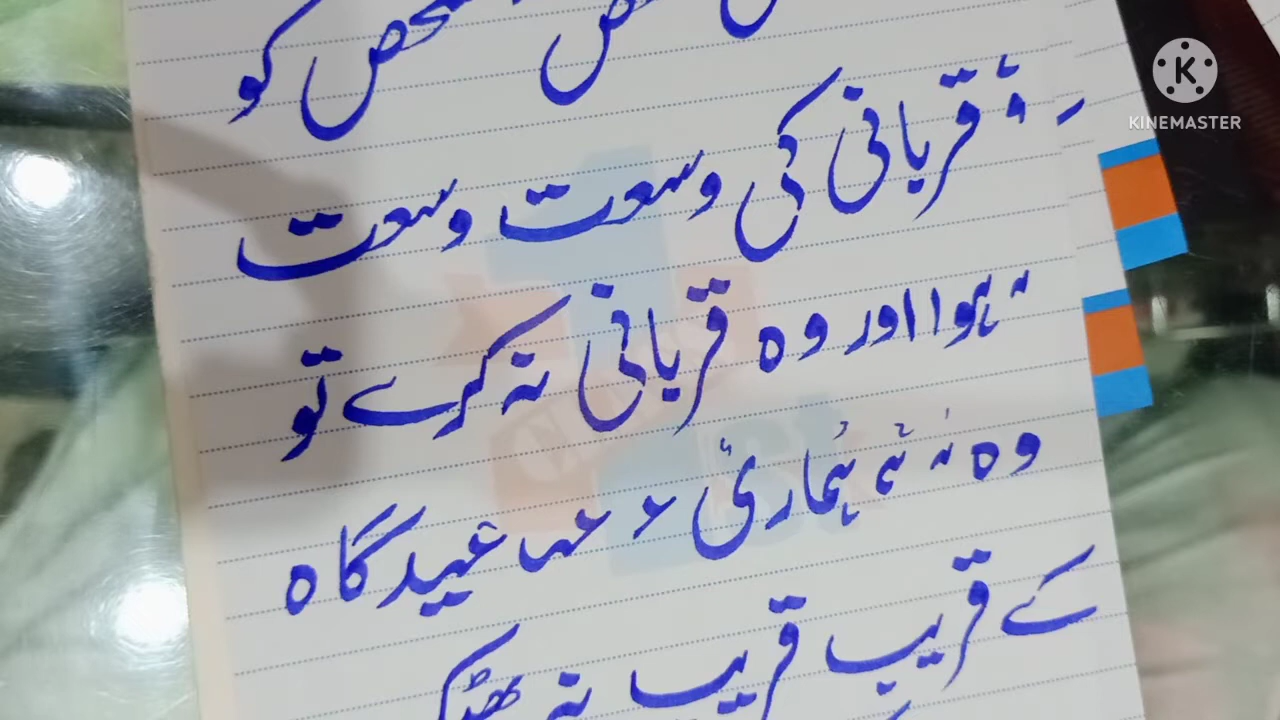 شخص کو
قربانی کی وسعت وسعت
ہوا اور وہ قربانی نہ کرے تو
وہ ہماری عیدگاہ
کے قریب قریب نہ
KINEMASTER